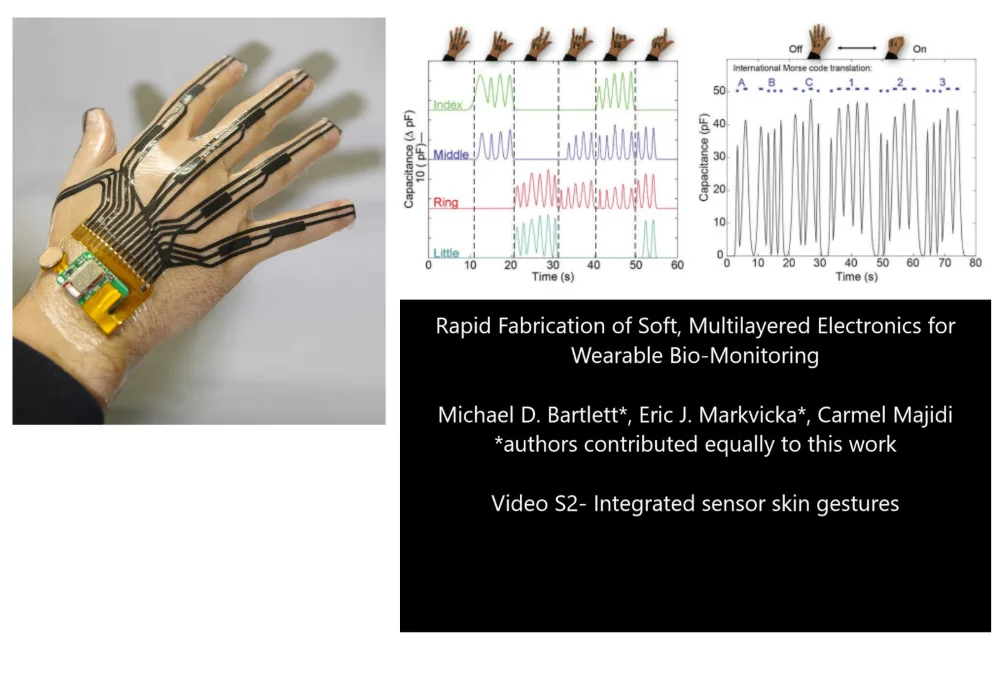 Capacitance (Δ pF)
10 ( pF)—
Index
Middle
Ring
Little
0 10 20 30 40 50 60
Time (s)
Off On
International Morse code translation:
A B C 1 2 3
Capacitance (pF)
50
40
30
20
10
0
0 10 20 30 40 50 60 70 80
Time (s)
Rapid Fabrication of Soft, Multilayered Electronics for
Wearable Bio-Monitoring
Michael D. Bartlett*, Eric J. Markvicka*, Carmel Majidi
*authors contributed equally to this work
Video S2- Integrated sensor skin gestures